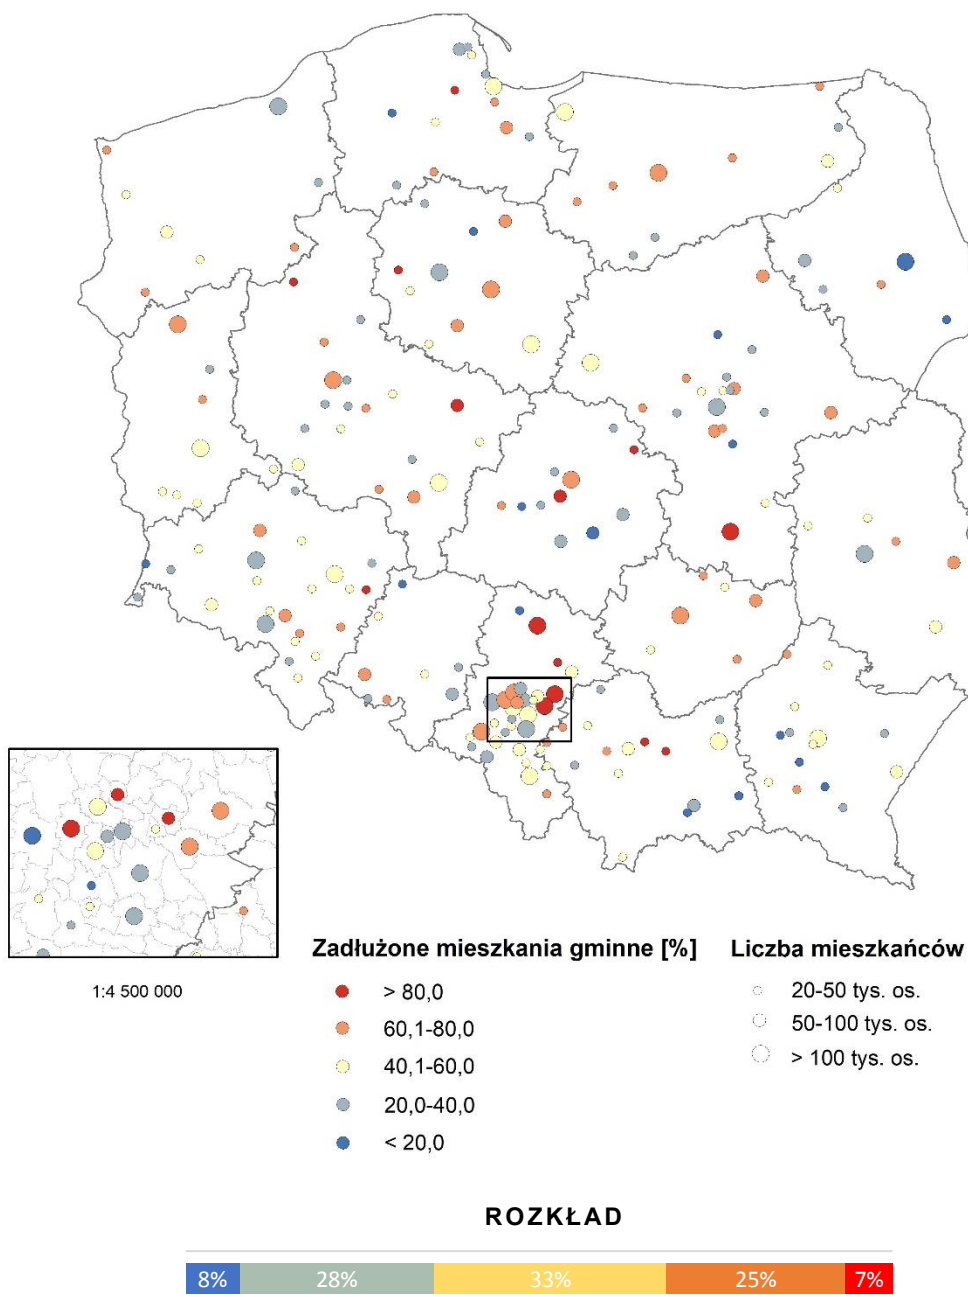 1:4 500 000
Zadłużone mieszkania gminne [%]
> 80,0
60,1-80,0
40,1-60,0
20,0-40,0
< 20,0
Liczba mieszkańców
20-50 tys. os.
50-100 tys. os.
> 100 tys. os.
ROZKŁAD
8% 28% 33% 25% 7%